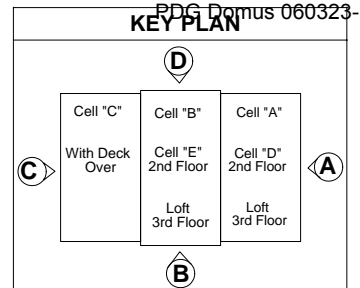 PDG Domus 060323-
KEY PLAN
D
Cell "C"
With Deck
Over
Cell "B"
Cell "E"
2nd Floor
Loft
3rd Floor
Cell "A"
Cell "D"
2nd Floor
Loft
3rd Floor
C
A
B